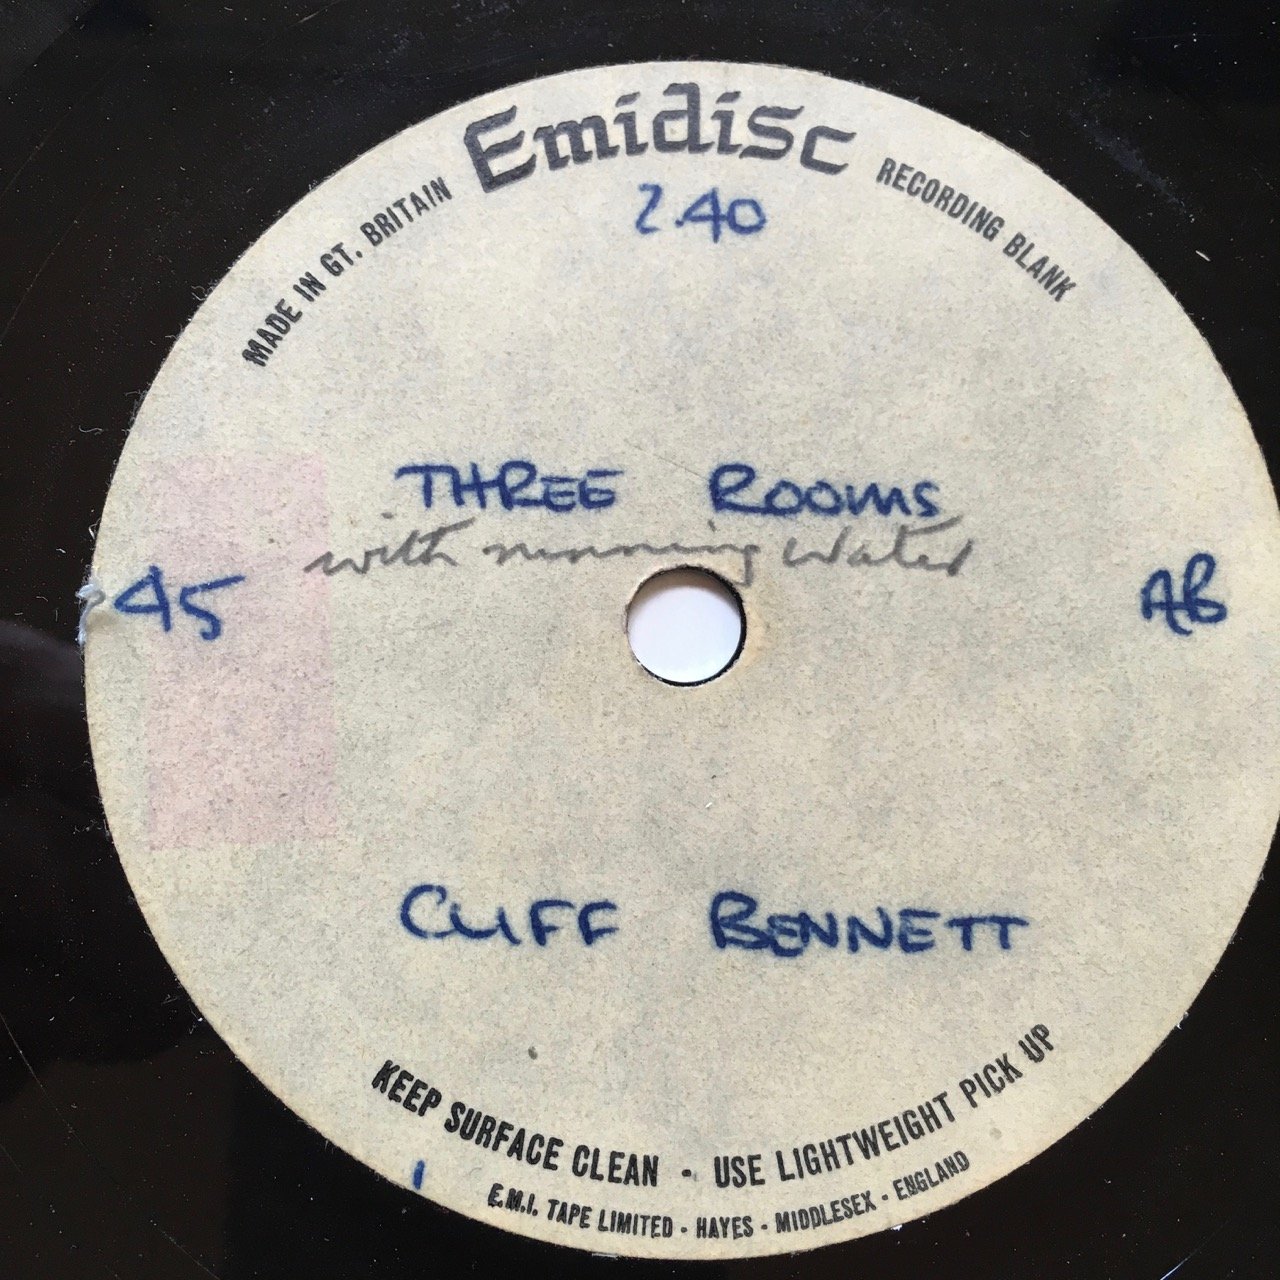 Emidisc
MADE IN GT. BRITAIN
RECORDING BLANK
2.40
THREE ROOMS
with running water
45
AB
CLIFF BENNETT
KEEP SURFACE CLEAN - USE LIGHTWEIGHT PICK UP
E.M.I. TAPE LIMITED - HAYES - MIDDLESEX - ENGLAND